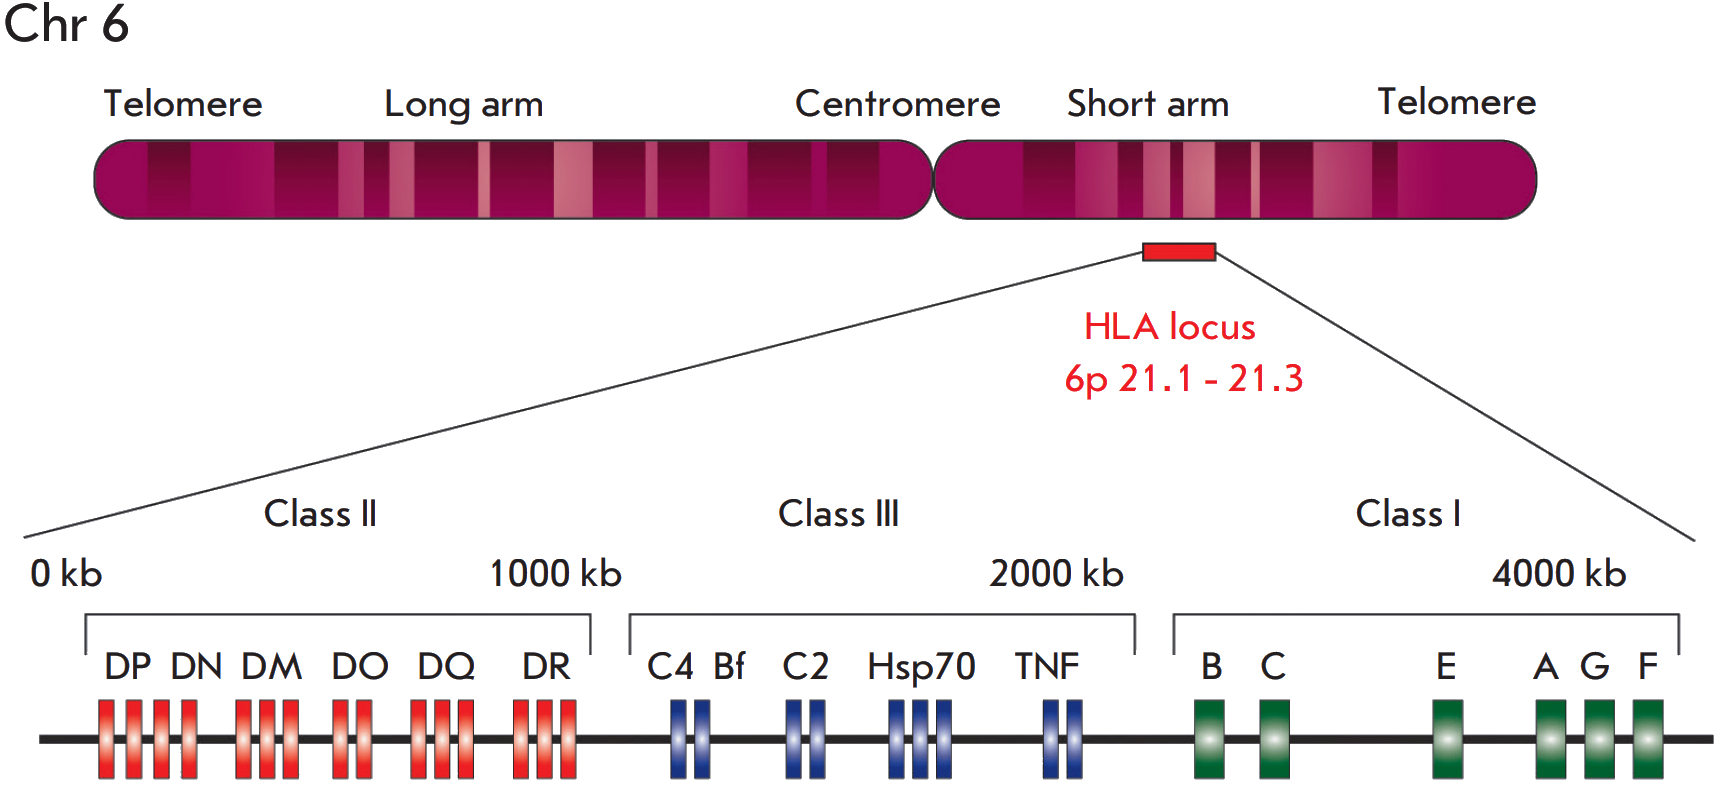 Chr 6
Telomere Long arm Centromere Short arm Telomere
HLA locus
6p 21.1 - 21.3
Class II Class III Class I
0 kb 1000 kb 2000 kb 4000 kb
DP DN DM DO DQ DR C4 Bf C2 Hsp70 TNF B C E A G F